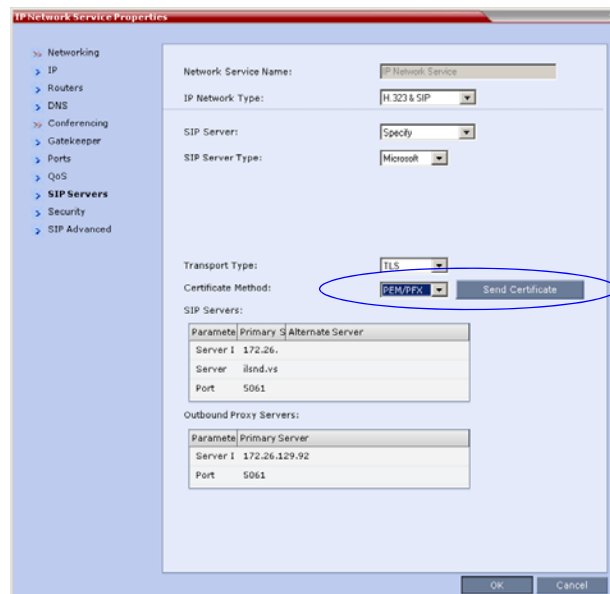 IP Network Service Properties
Networking
IP
Routers
DNS
Conferencing
Gatekeeper
Ports
QoS
SIP Servers
Security
SIP Advanced
Network Service Name: IP Network Service
IP Network Type: H.323 & SIP
SIP Server: Specify
SIP Server Type: Microsoft
Transport Type: TLS
Certificate Method: PEM/PFX Send Certificate
SIP Servers:
Paramete Primary S Alternate Server
Server I 172.26.
Server ilsnd.vs
Port 5061
Outbound Proxy Servers:
Paramete Primary Server
Server I 172.26.129.92
Port 5061
OK Cancel